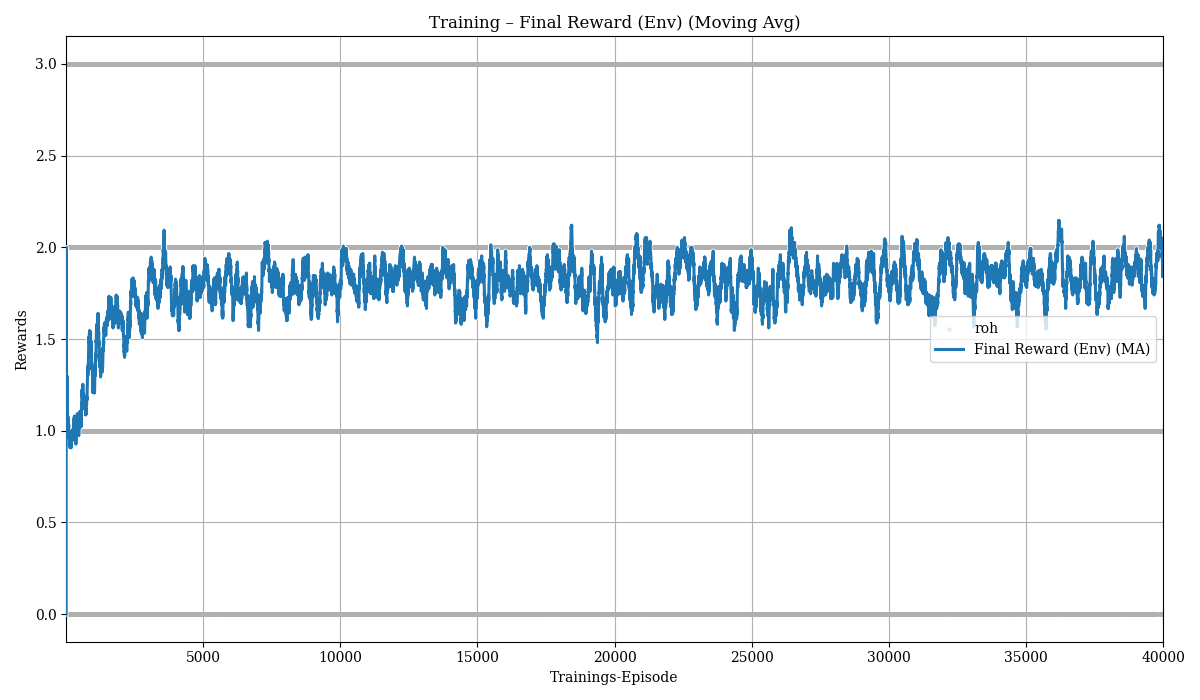 Training – Final Reward (Env) (Moving Avg)
3.0
2.5
2.0
1.5
1.0
0.5
0.0
Rewards
roh
Final Reward (Env) (MA)
5000 10000 15000 20000 25000 30000 35000 40000
Trainings-Episode